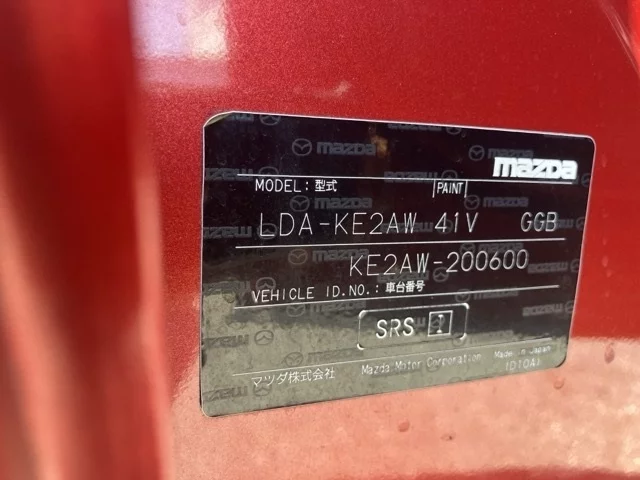 mazda
MODEL: 型式 PAINT
LDA-KE2AW 41V GGB
KE2AW-200600
VEHICLE ID.NO.: 車台番号
SRS I
マツダ株式会社 Mazda Motor Corporation Made in Japan